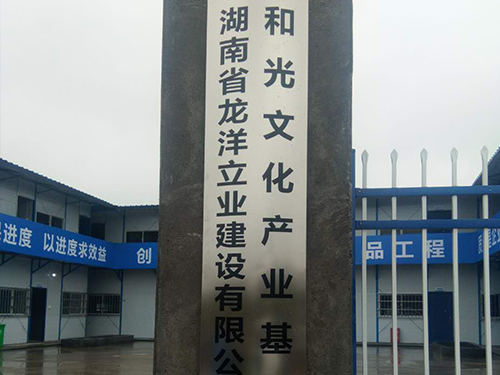 和光文化产业基
湖南省龙洋立业建设有限公
进度 以进度求效益 创
品工程